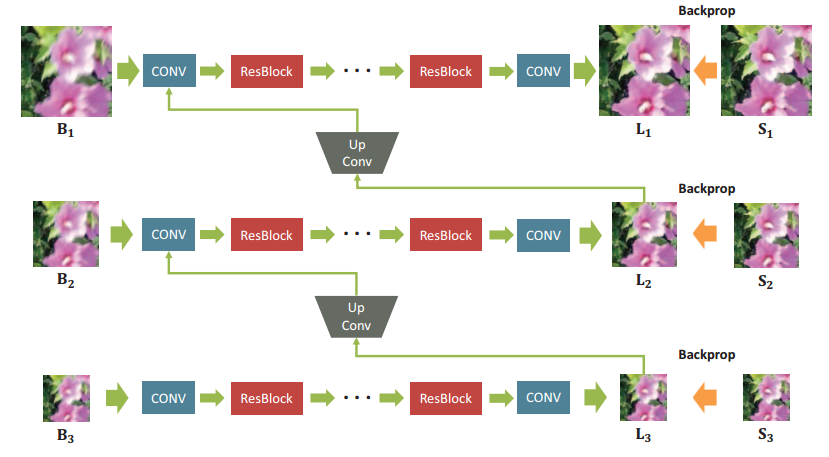 Backprop
CONV ResBlock ··· ResBlock CONV
B₁ L₁ S₁
Up
Conv
Backprop
CONV ResBlock ··· ResBlock CONV
B₂ L₂ S₂
Up
Conv
Backprop
CONV ResBlock ··· ResBlock CONV
B₃ L₃ S₃